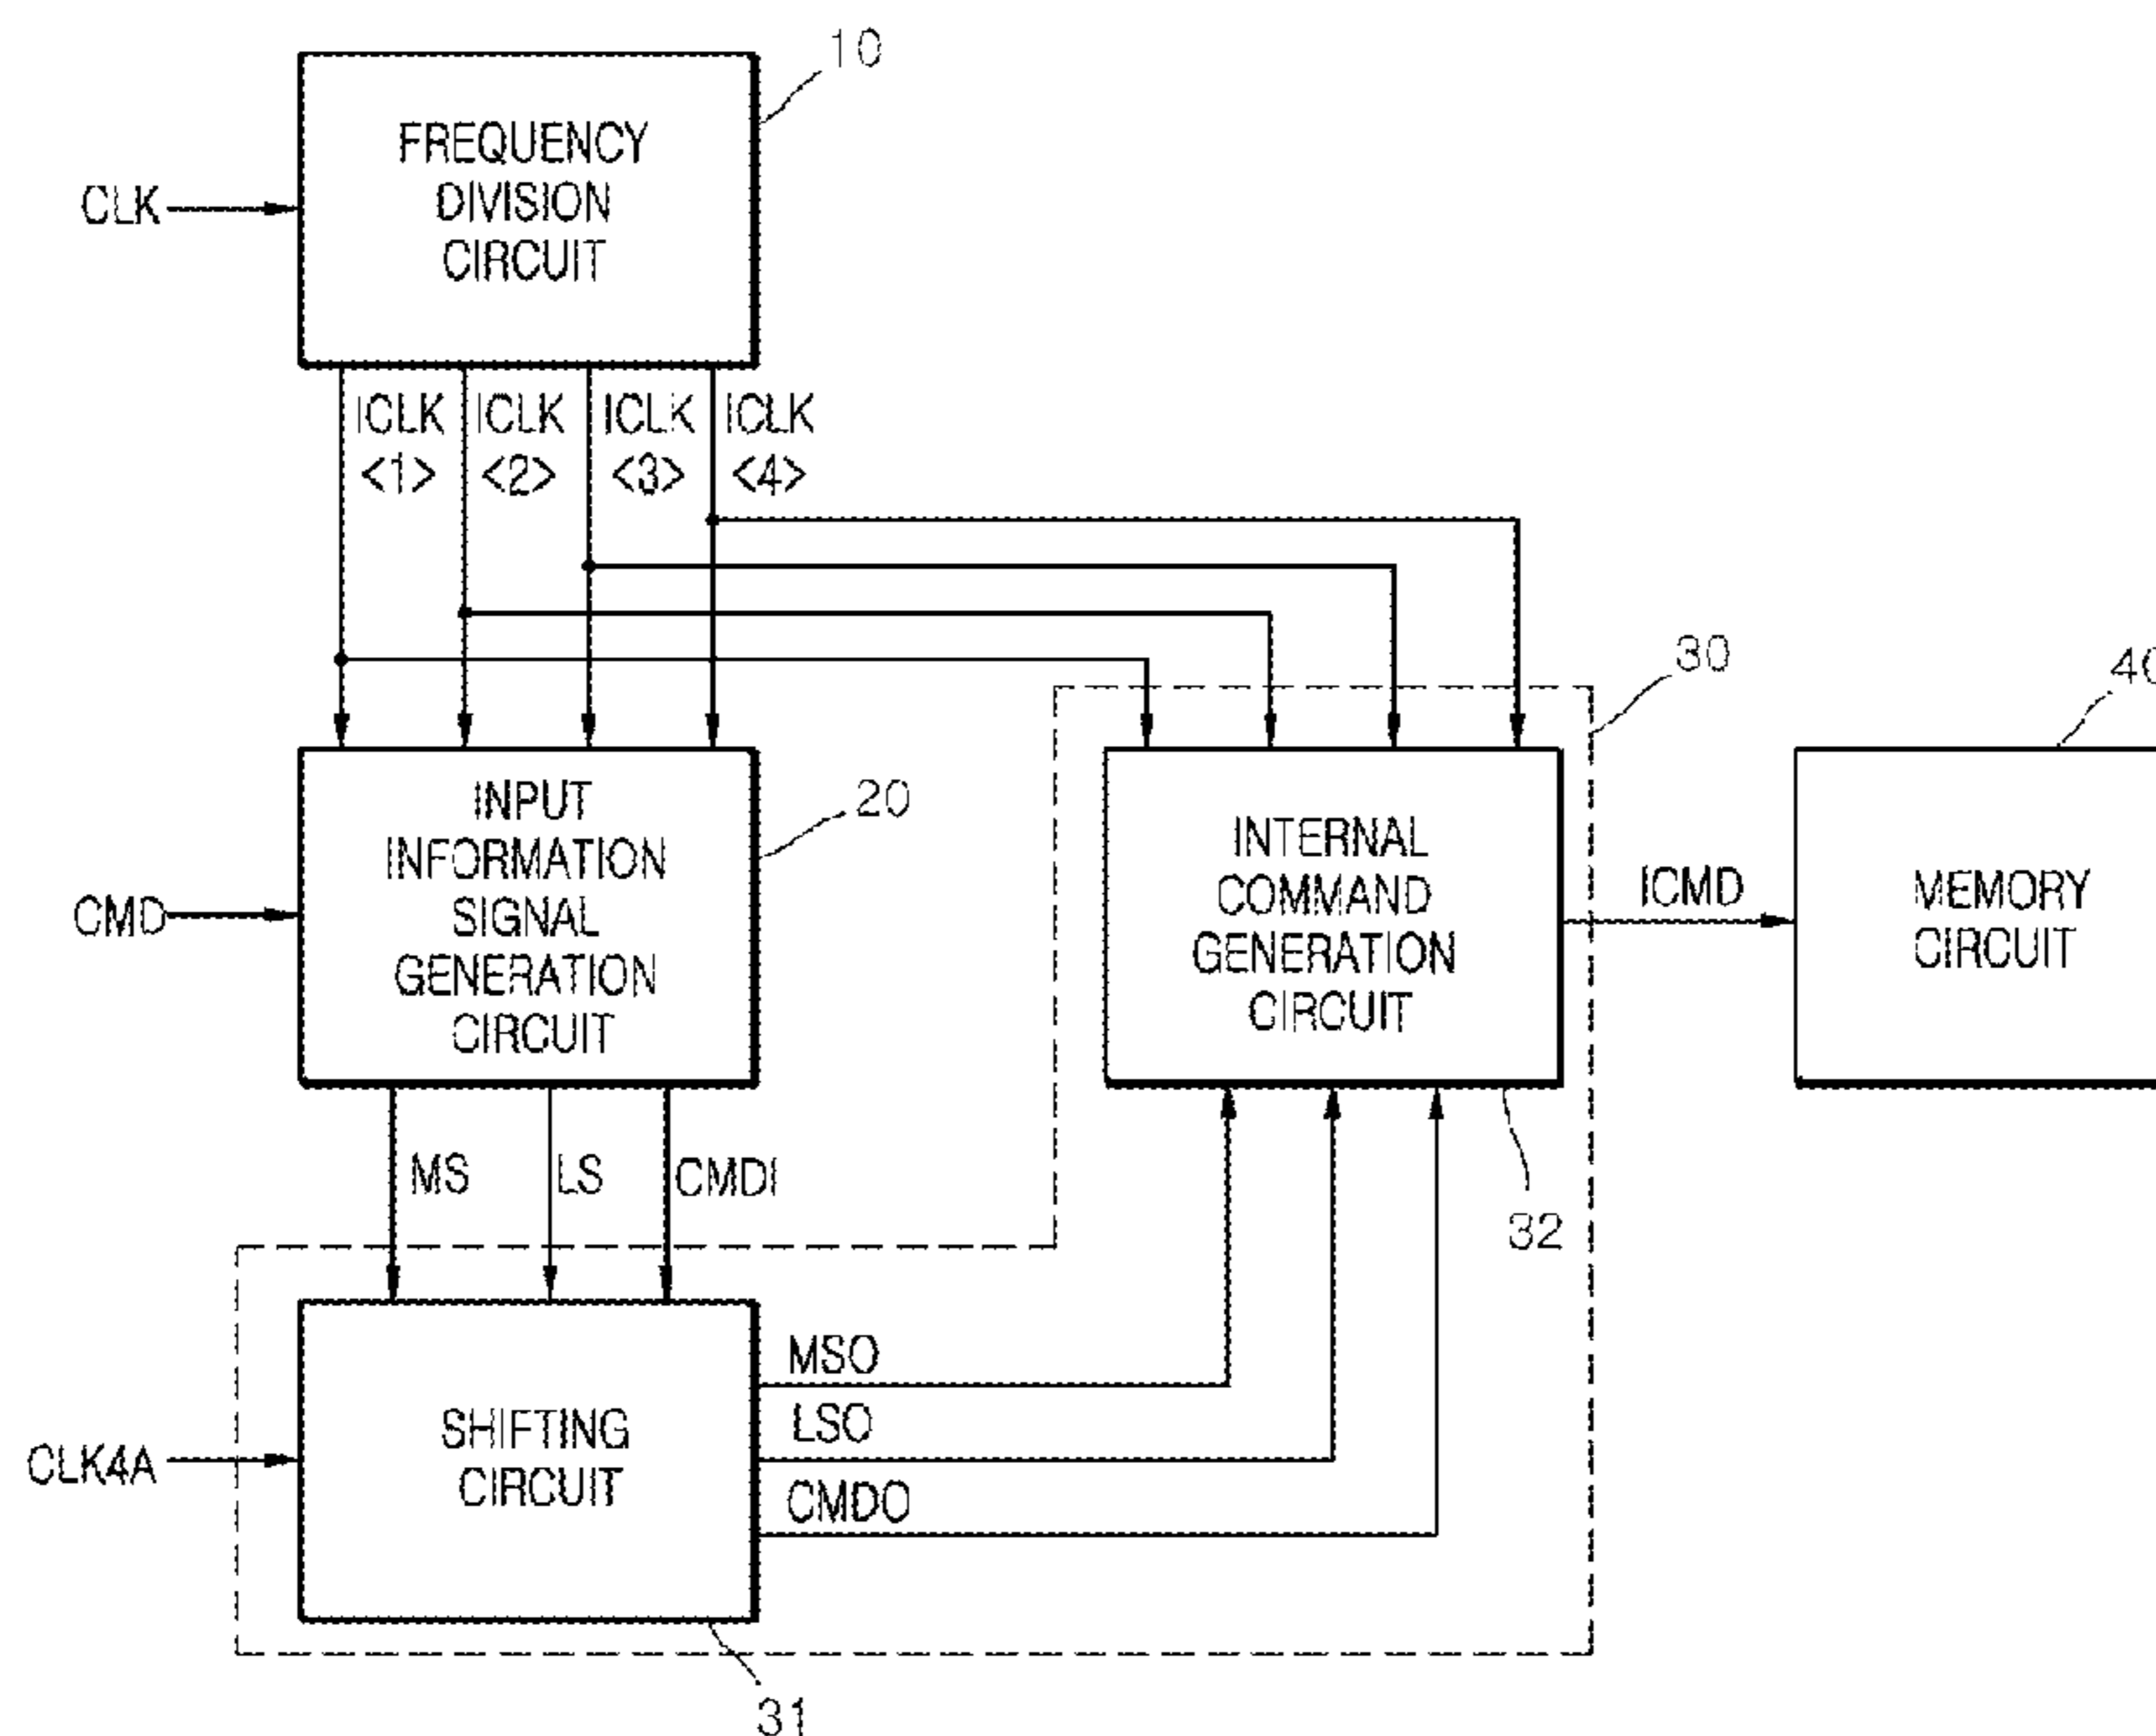 10
FREQUENCY
DIVISION
CIRCUIT
CLK
ICLK ICLK ICLK ICLK
<1> <2> <3> <4>
30
20
INPUT
INFORMATION
SIGNAL
GENERATION
CIRCUIT
CMD
INTERNAL
COMMAND
GENERATION
CIRCUIT
ICMD
MEMORY
CIRCUIT
MS LS CMDI
32
MSO
LSO
CMDO
SHIFTING
CIRCUIT
CLK4A
31